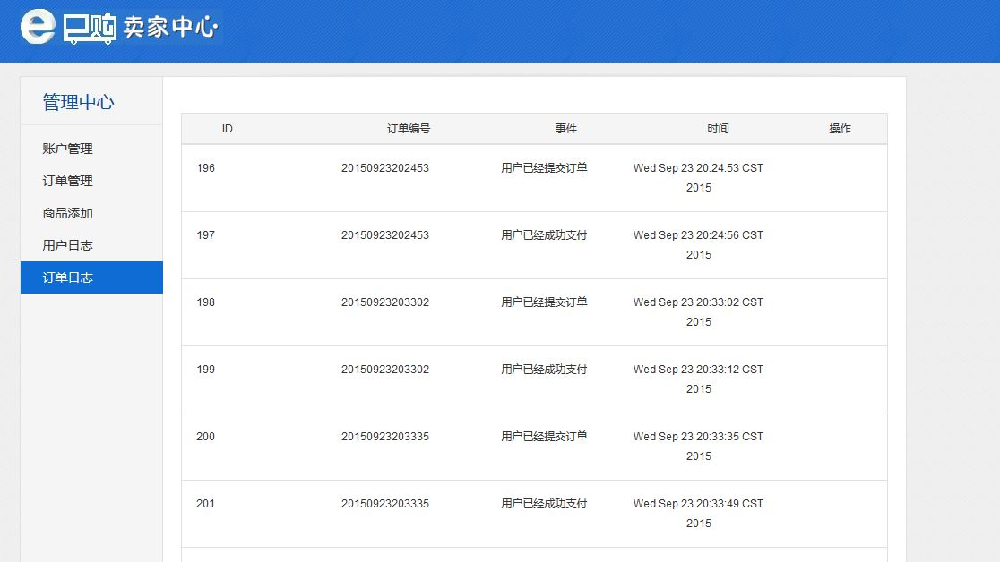 e已购 卖家中心
管理中心
账户管理
订单管理
商品添加
用户日志
订单日志
ID 订单编号 事件 时间 操作
196 20150923202453 用户已经提交订单 Wed Sep 23 20:24:53 CST
2015
197 20150923202453 用户已经成功支付 Wed Sep 23 20:24:56 CST
2015
198 20150923203302 用户已经提交订单 Wed Sep 23 20:33:02 CST
2015
199 20150923203302 用户已经成功支付 Wed Sep 23 20:33:12 CST
2015
200 20150923203335 用户已经提交订单 Wed Sep 23 20:33:35 CST
2015
201 20150923203335 用户已经成功支付 Wed Sep 23 20:33:49 CST
2015